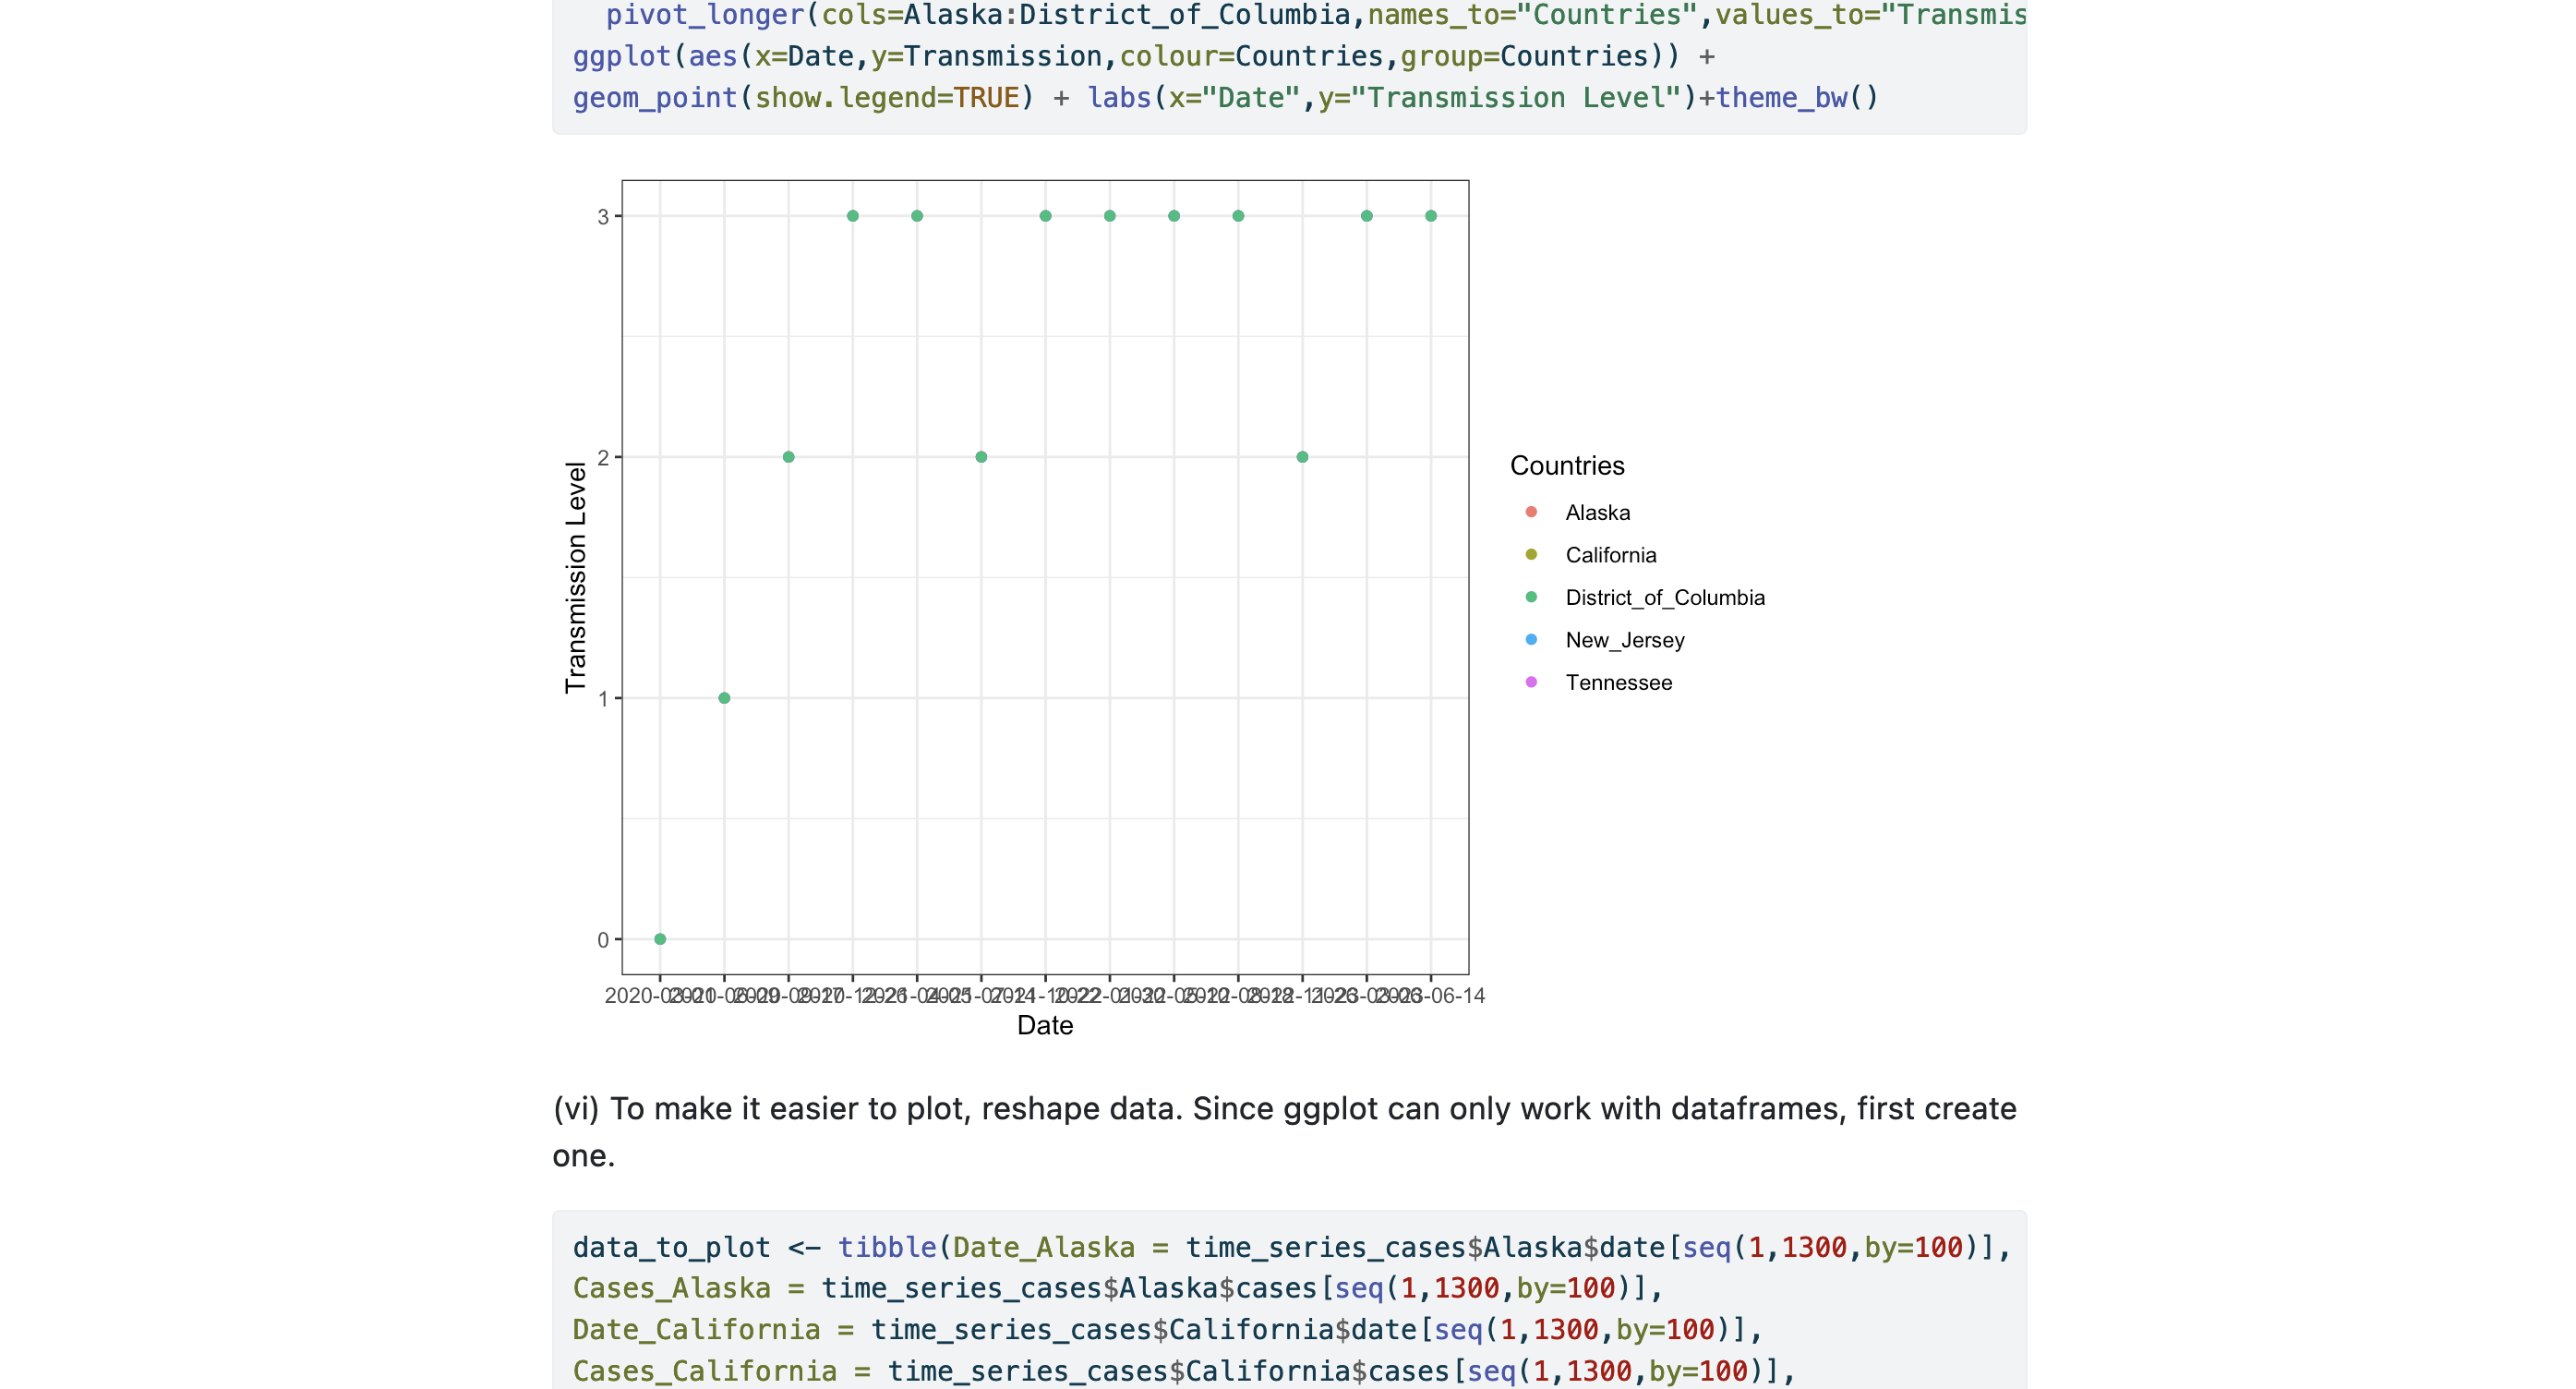 pivot_longer(cols=Alaska:District_of_Columbia,names_to="Countries",values_to="Transmis
ggplot(aes(x=Date,y=Transmission,colour=Countries,group=Countries)) +
geom_point(show.legend=TRUE) + labs(x="Date",y="Transmission Level")+theme_bw()
3
2
1
0
Transmission Level
Date
Countries
Alaska
California
District_of_Columbia
New_Jersey
Tennessee
(vi) To make it easier to plot, reshape data. Since ggplot can only work with dataframes, first create
one.
data_to_plot <- tibble(Date_Alaska = time_series_cases$Alaska$date[seq(1,1300,by=100)],
Cases_Alaska = time_series_cases$Alaska$cases[seq(1,1300,by=100)],
Date_California = time_series_cases$California$date[seq(1,1300,by=100)],
Cases_California = time_series_cases$California$cases[seq(1,1300,by=100)],